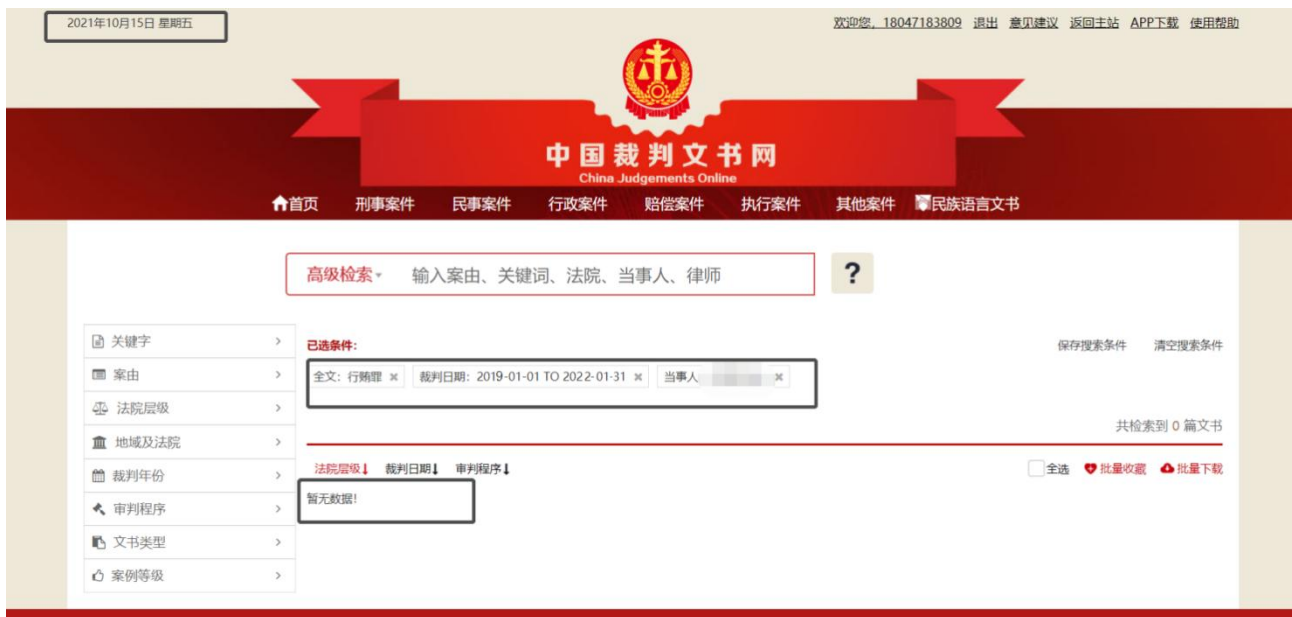 2021年10月15日 星期五
欢迎您，18047183809 退出 意见建议 返回主站 APP下载 使用帮助
中国裁判文书网
China Judgements Online
首页 刑事案件 民事案件 行政案件 赔偿案件 执行案件 其他案件 民族语言文书
高级检索 输入案由、关键词、法院、当事人、律师 ?
关键字
案由
法院层级
地域及法院
裁判年份
审判程序
文书类型
案例等级
已选条件： 保存搜索条件 清空搜索条件
全文：行贿罪 × 裁判日期：2019-01-01 TO 2022-01-31 × 当事人 ×
共检索到 0 篇文书
法院层级 裁判日期 审判程序 全选 批量收藏 批量下载
暂无数据!